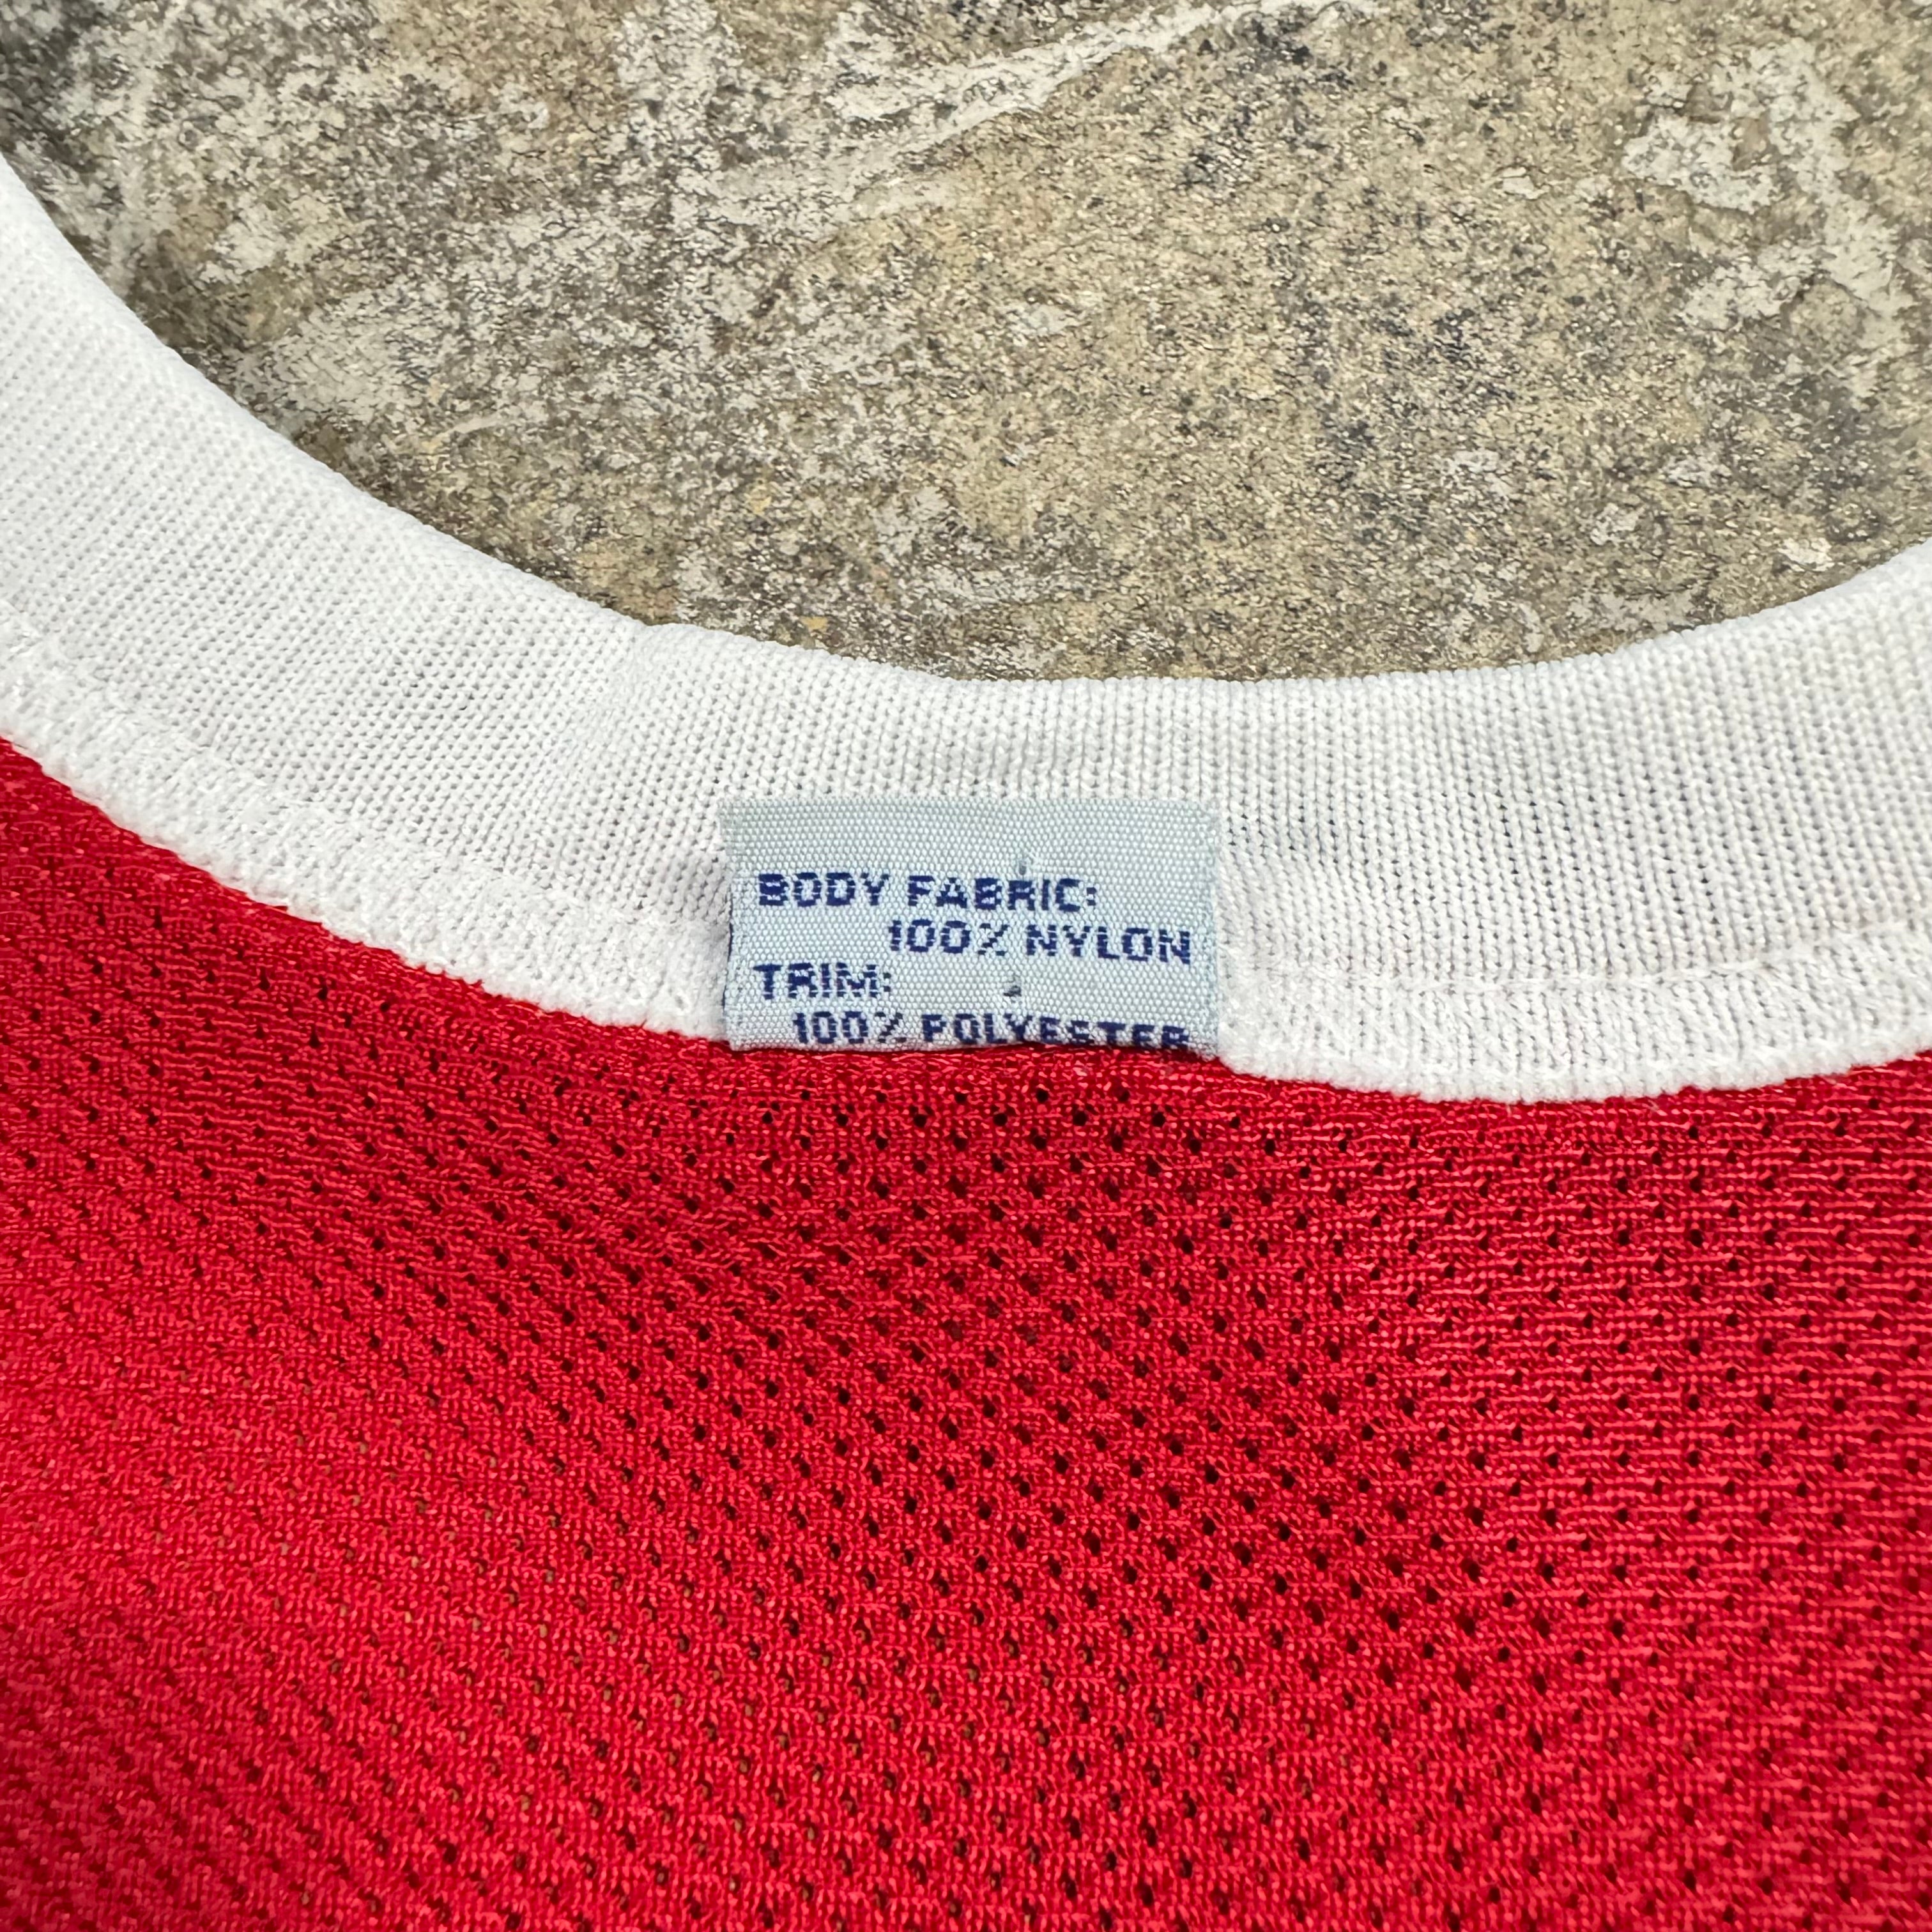 BODY FABRIC:
100% NYLON
TRIM:
100% POLYESTER